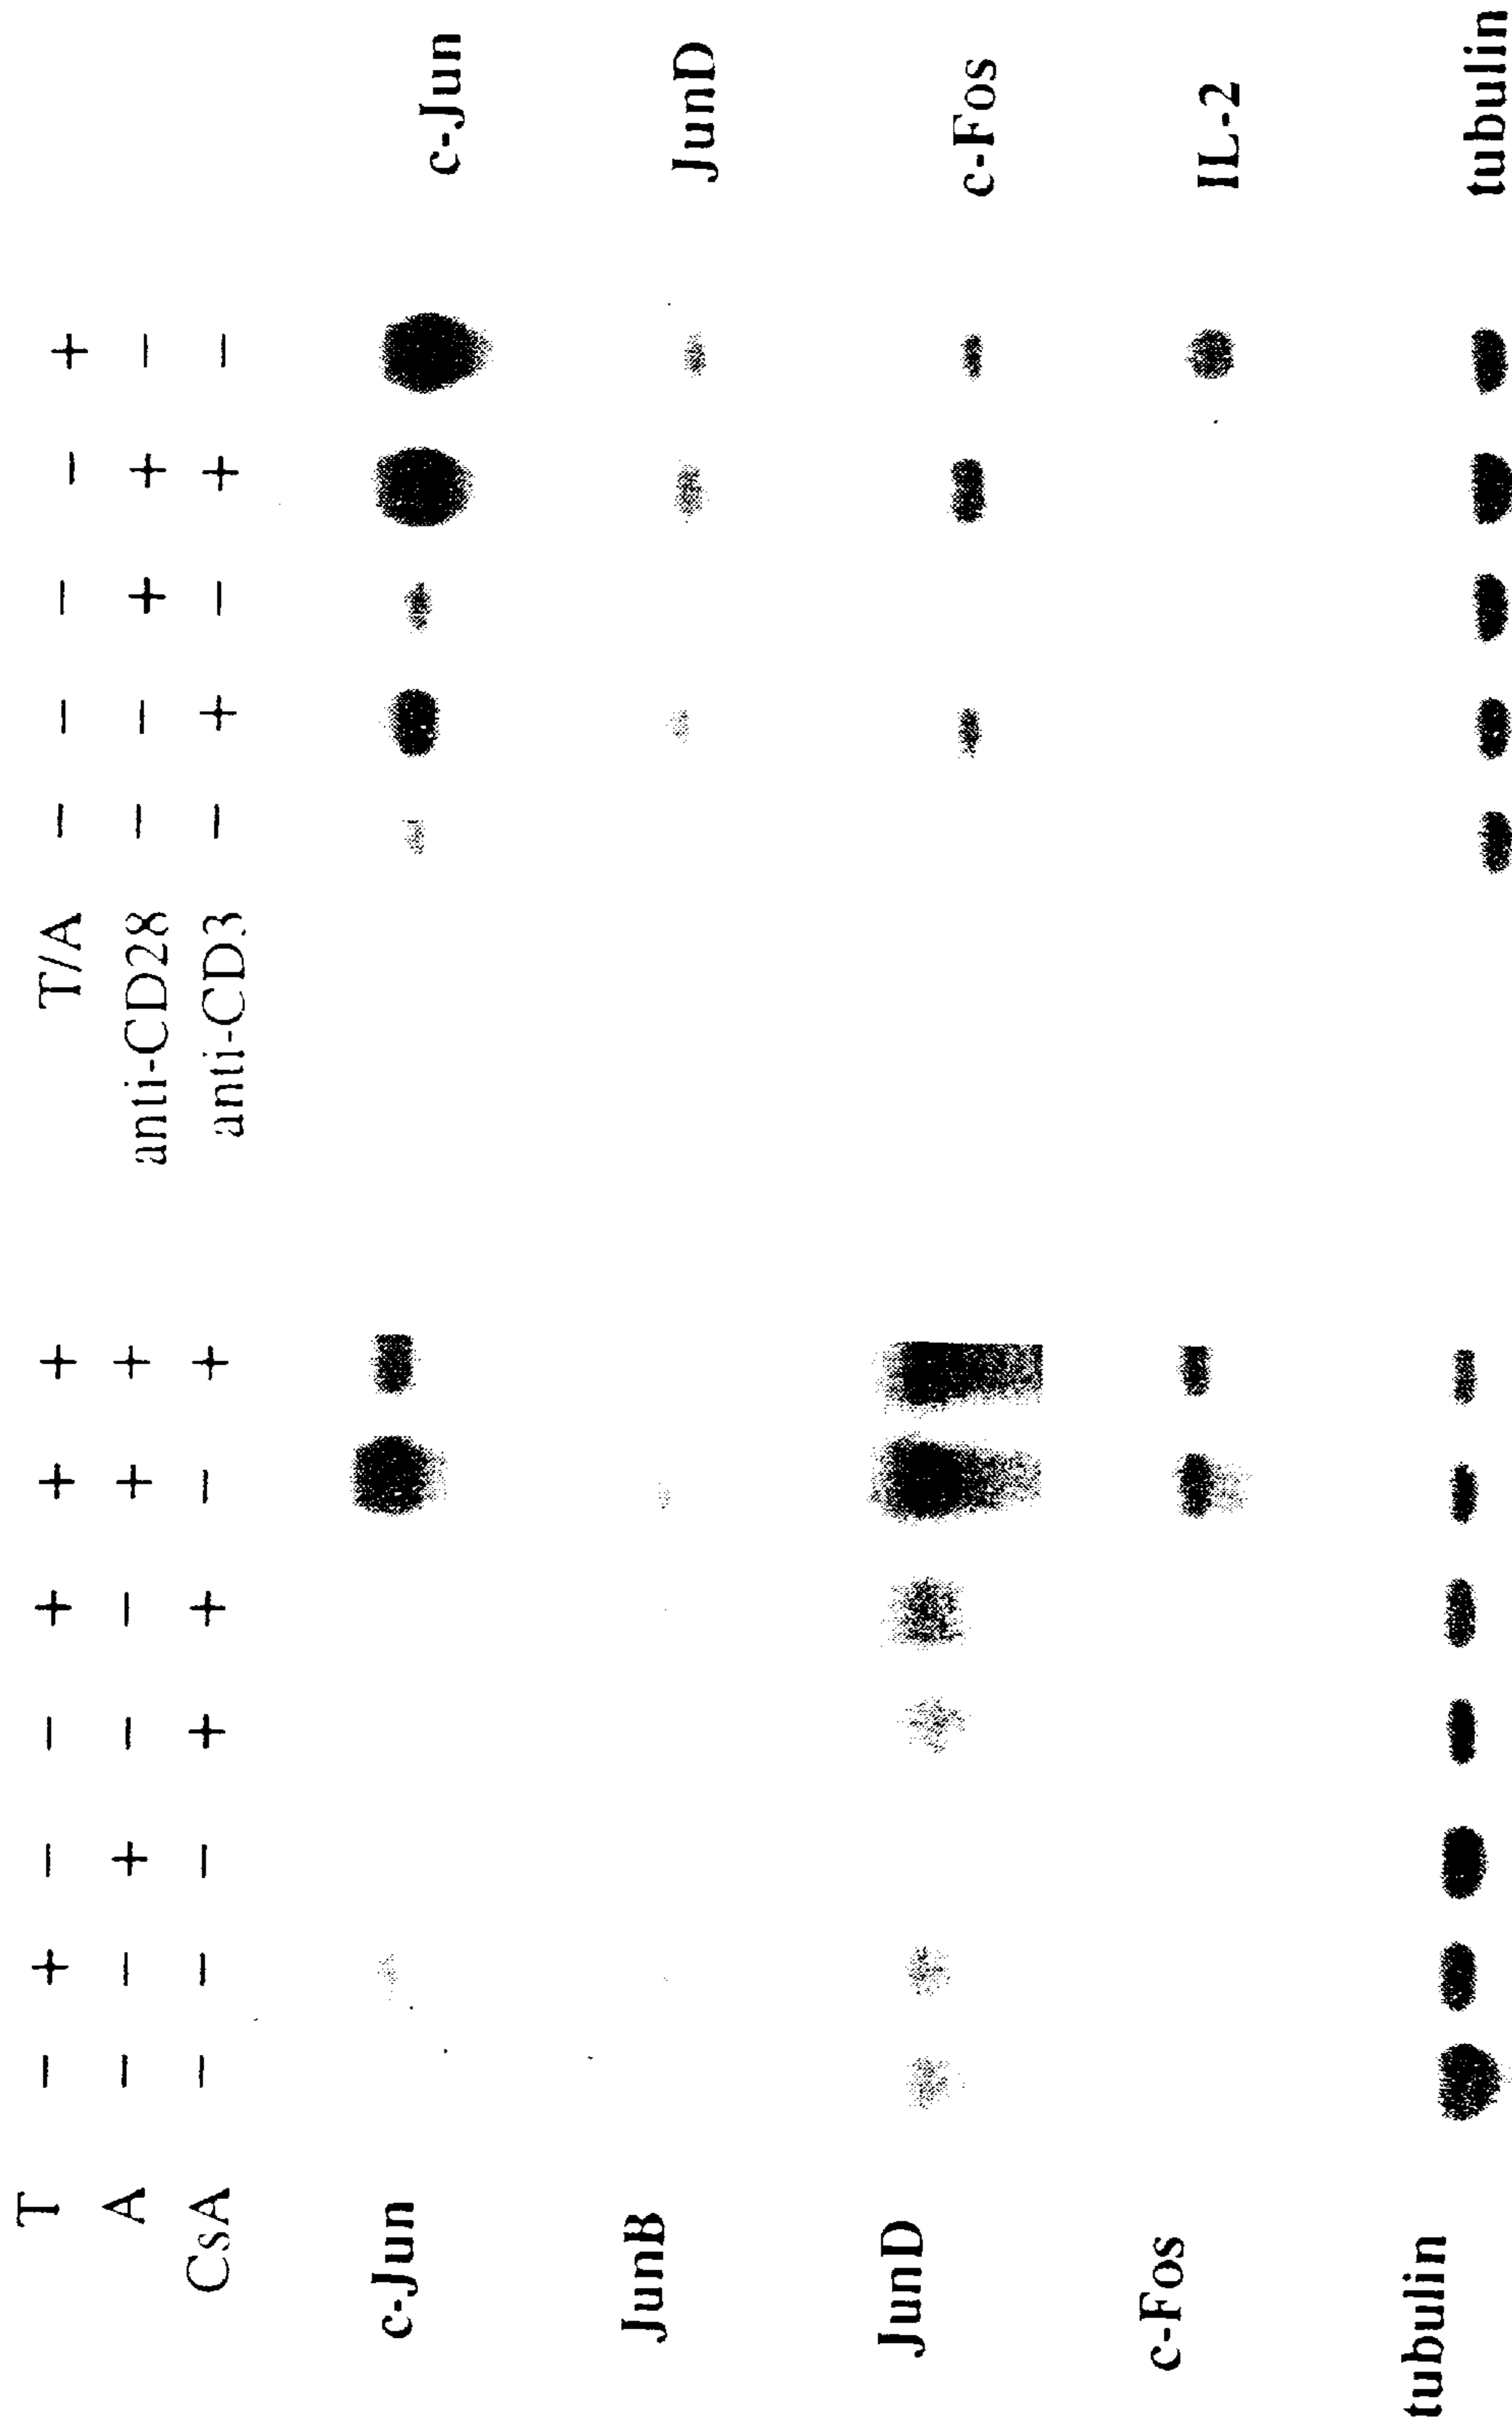 T − + − − + + +
A − − + − − + +
CsA − − − + + − +
c-Jun
JunB
JunD
c-Fos
tubulin
T/A − − − − +
anti-CD28 − − + + −
anti-CD3 − + − + −
c-Jun
JunD
c-Fos
IL-2
tubulin